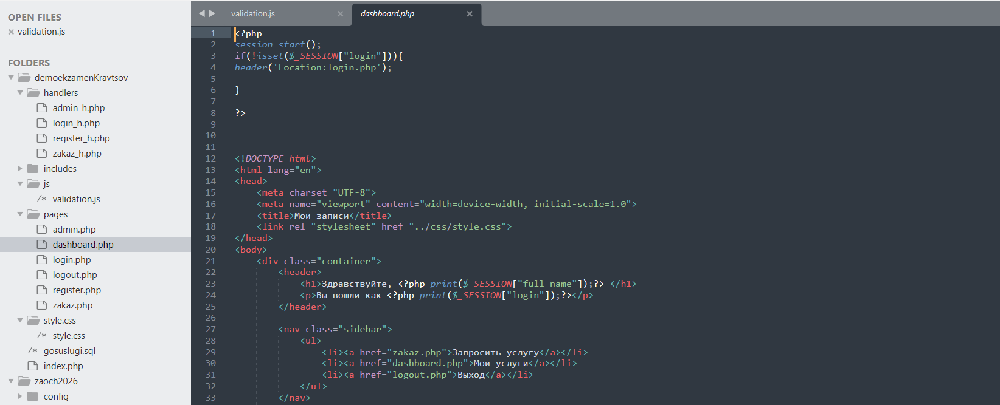 OPEN FILES
validation.js
FOLDERS
demoekzamenKravtsov
handlers
admin_h.php
login_h.php
register_h.php
zakaz_h.php
includes
js
/* validation.js
pages
admin.php
dashboard.php
login.php
logout.php
register.php
zakaz.php
style.css
/* style.css
/* gosuslugi.sql
index.php
zaoch2026
config
validation.js
dashboard.php
1 <?php
2 session_start();
3 if(!isset($_SESSION["login"])){
4 header('Location:login.php');
5
6 }
7
8 ?>
9
10
11
12 <!DOCTYPE html>
13 <html lang="en">
14 <head>
15 <meta charset="UTF-8">
16 <meta name="viewport" content="width=device-width, initial-scale=1.0">
17 <title>Мои записи</title>
18 <link rel="stylesheet" href="../css/style.css">
19 </head>
20 <body>
21 <div class="container">
22 <header>
23 <h1>Здравствуйте, <?php print($_SESSION["full_name"]);?> </h1>
24 <p>Вы вошли как <?php print($_SESSION["login"]);?></p>
25 </header>
26
27 <nav class="sidebar">
28 <ul>
29 <li><a href="zakaz.php">Запросить услугу</a></li>
30 <li><a href="dashboard.php">Мои услуги</a></li>
31 <li><a href="logout.php">Выход</a></li>
32 </ul>
33 </nav>